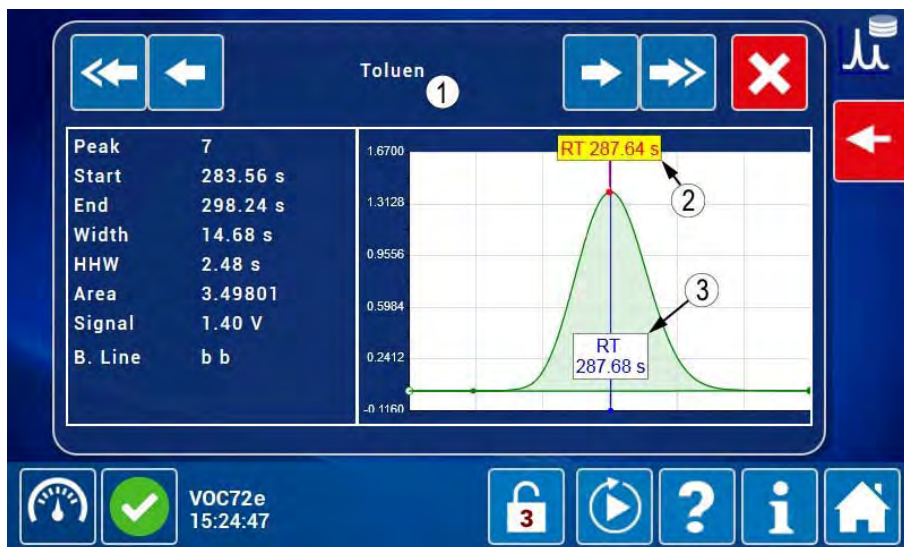 Toluen
1
Peak 7
Start 283.56 s
End 298.24 s
Width 14.68 s
HHW 2.48 s
Area 3.49801
Signal 1.40 V
B. Line b b
RT 287.64 s
2
1.6700
1.3128
0.9556
0.5984
0.2412
-0.1160
3
RT
287.68 s
VOC72e
15:24:47
3
?
i